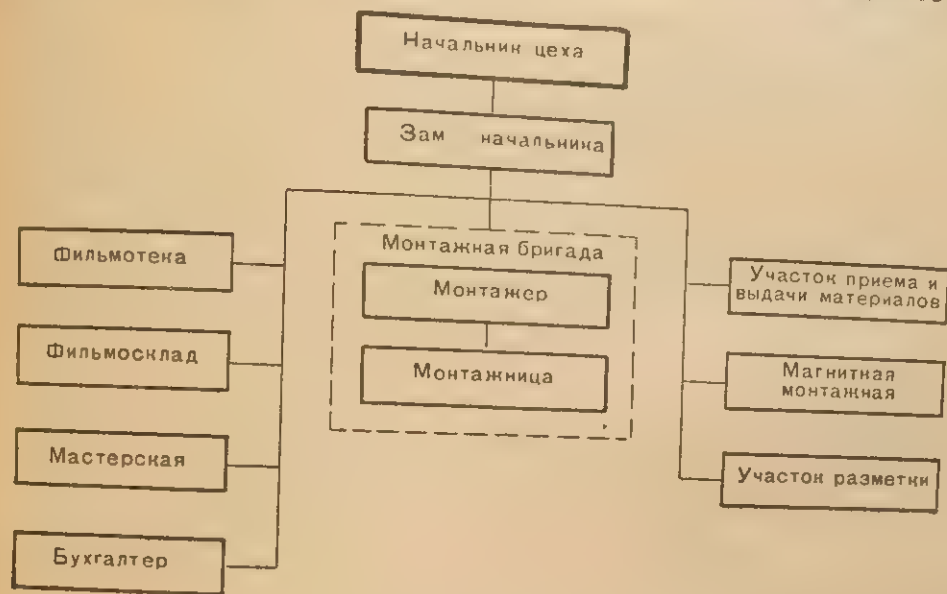 Начальник цеха
Зам начальника
Фильмотека
Фильмосклад
Мастерская
Бухгалтер
Монтажная бригада
Монтажер
Монтажница
Участок приема и
выдачи материалов
Магнитная
монтажная
Участок разметки